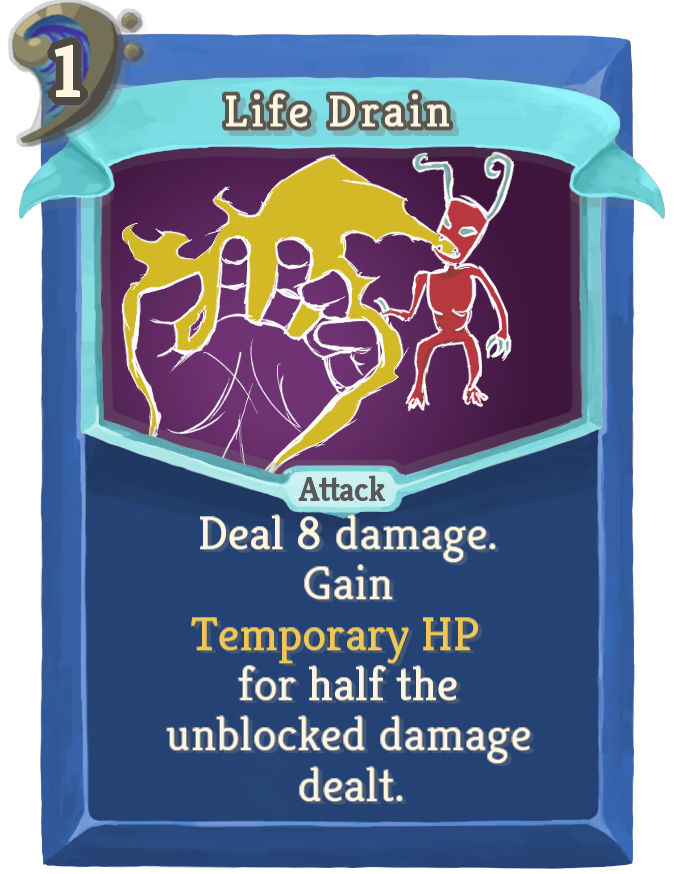 1
Life Drain
Attack
Deal 8 damage.
Gain
Temporary HP
for half the
unblocked damage
dealt.